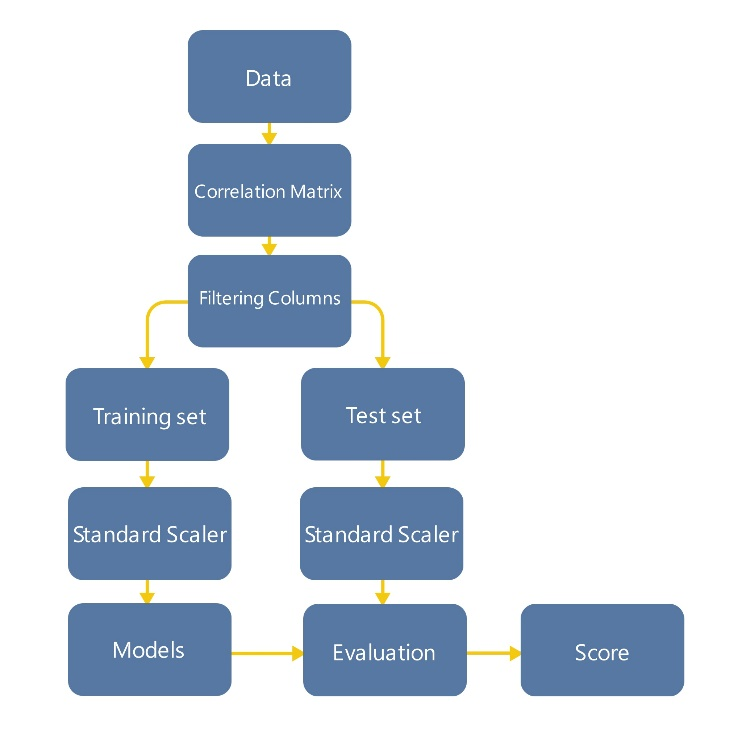 Data
Correlation Matrix
Filtering Columns
Training set
Test set
Standard Scaler
Standard Scaler
Models
Evaluation
Score